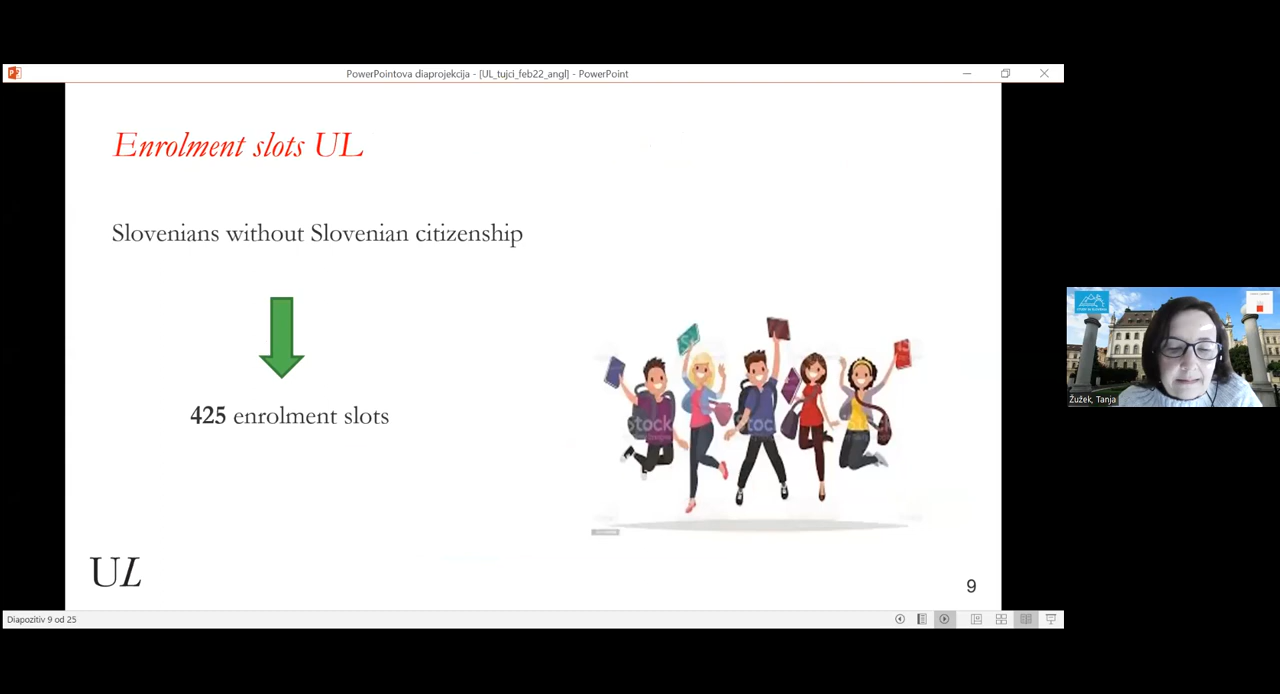 PowerPointova diaprojekcija - [UL_tujci_feb22_angl] - PowerPoint
Enrolment slots UL
Slovenians without Slovenian citizenship
425 enrolment slots
UL
9
Diapozitiv 9 od 25
Žužek, Tanja